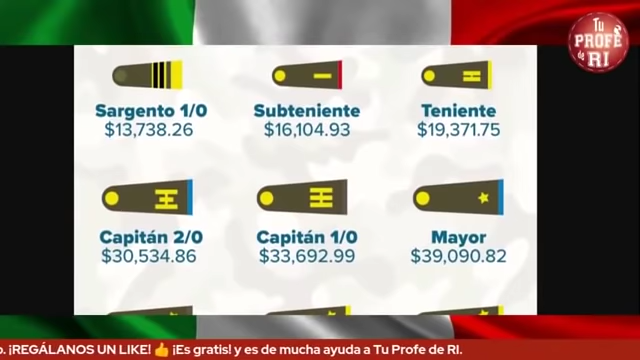 Tu
PROFE
de RI
Sargento 1/0
$13,738.26
Subteniente
$16,104.93
Teniente
$19,371.75
Capitán 2/0
$30,534.86
Capitán 1/0
$33,692.99
Mayor
$39,090.82
o. ¡REGÁLANOS UN LIKE! 👍 ¡Es gratis! y es de mucha ayuda a Tu Profe de RI.